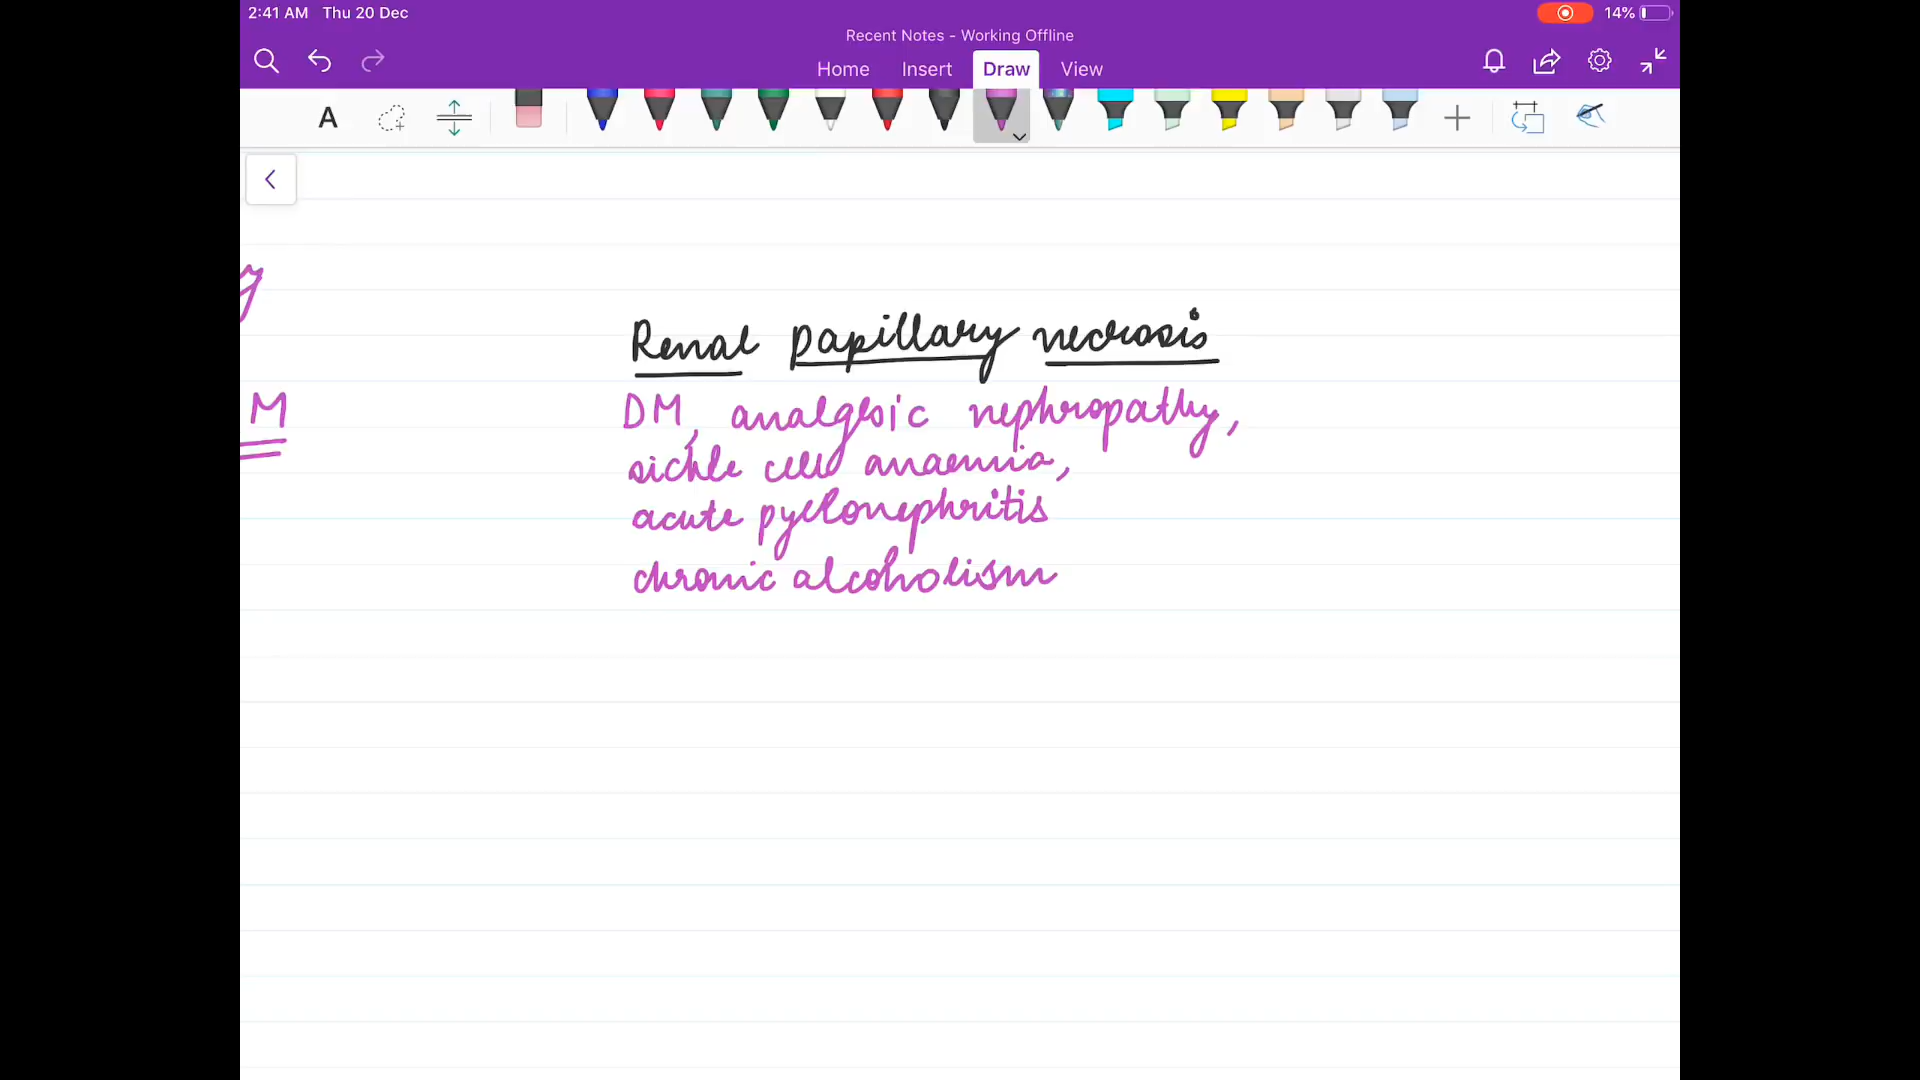 2:41 AM Thu 20 Dec
14%
Recent Notes - Working Offline
Home Insert Draw View
A
y
Renal papillary necrosis
M
DM, analgesic nephropathy,
sickle cell anaemia,
acute pyelonephritis
chronic alcoholism